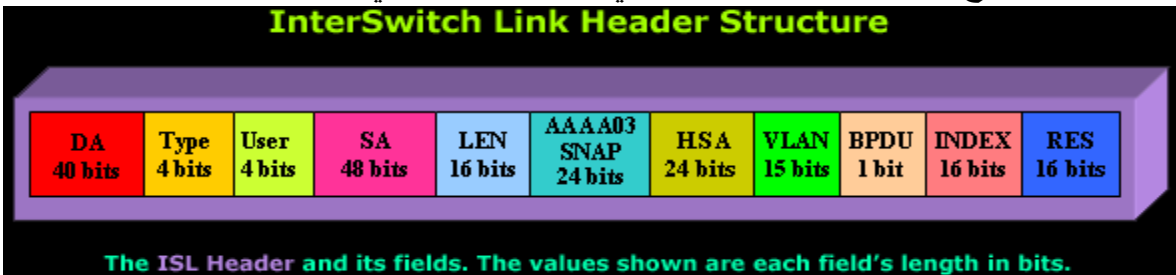 InterSwitch Link Header Structure
DA
40 bits
Type
4 bits
User
4 bits
SA
48 bits
LEN
16 bits
AAAA03
SNAP
24 bits
HSA
24 bits
VLAN
15 bits
BPDU
1 bit
INDEX
16 bits
RES
16 bits
The ISL Header and its fields. The values shown are each field's length in bits.